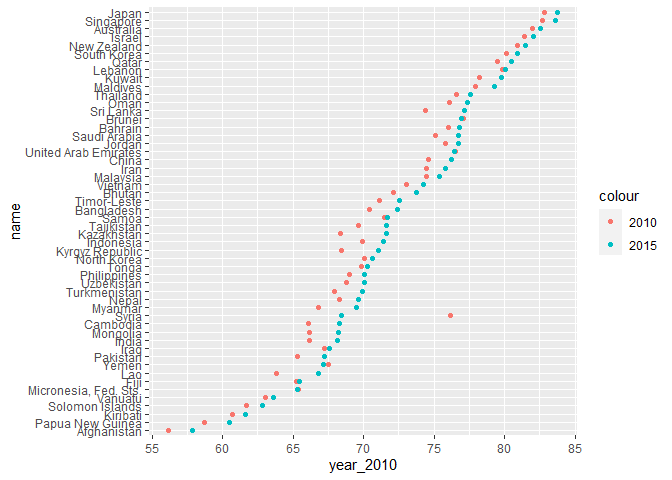 Japan
Singapore
Australia
Israel
New Zealand
South Korea
Qatar
Lebanon
Kuwait
Maldives
Thailand
Oman
Sri Lanka
Brunei
Bahrain
Saudi Arabia
Jordan
United Arab Emirates
China
Iran
Malaysia
Vietnam
Bhutan
Timor-Leste
Bangladesh
Samoa
Tajikistan
Kazakhstan
Indonesia
Kyrgyz Republic
North Korea
Tonga
Philippines
Uzbekistan
Turkmenistan
Nepal
Myanmar
Syria
Cambodia
Mongolia
India
Iraq
Pakistan
Yemen
Lao
Fiji
Micronesia, Fed. Sts.
Vanuatu
Solomon Islands
Kiribati
Papua New Guinea
Afghanistan
name
55 60 65 70 75 80 85
year_2010
colour
2010
2015